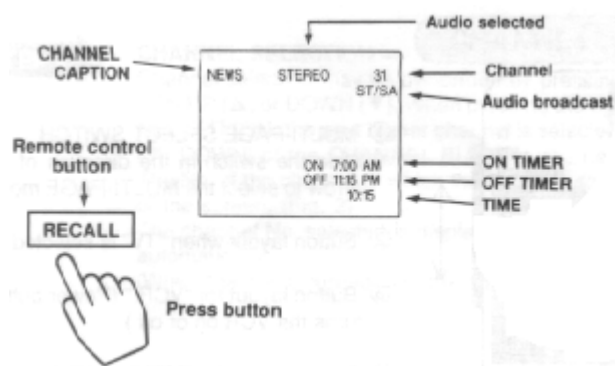 Audio selected
CHANNEL
CAPTION
NEWS STEREO 31
ST/SA
Channel
Audio broadcast
Remote control
button
ON 7:00 AM
OFF 11:15 PM
10:15
ON TIMER
OFF TIMER
TIME
RECALL
Press button